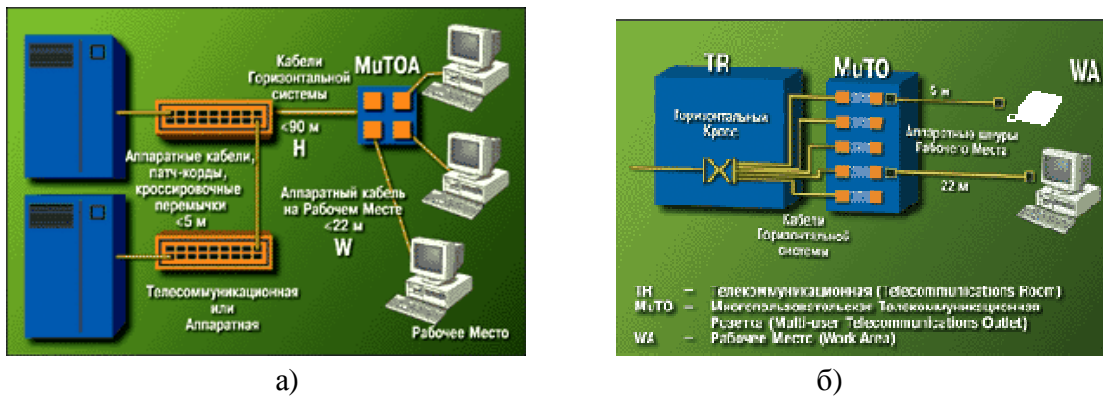 Кабели
Горизонтальной
системы
<90 м
H
MuTOA
Аппаратные кабели,
патч-корды,
кроссировочные
перемычки
<5 м
Аппаратный кабель
на Рабочем Месте
<22 м
W
Телесоммуникационная
или
Аппаратная
Рабочее Место
а)
TR
MuTO
WA
Горизонтальный
Кросс
5 м
Аппаратные шнуры
Рабочего Места
22 м
Кабели
Горизонтальной
системы
TR – Телекоммуникационная (Telecommunications Room)
MuTO – Многопользовательская Телекоммуникационная
Розетка (Multi-user Telecommunications Outlet)
WA – Рабочее Место (Work Area)
б)